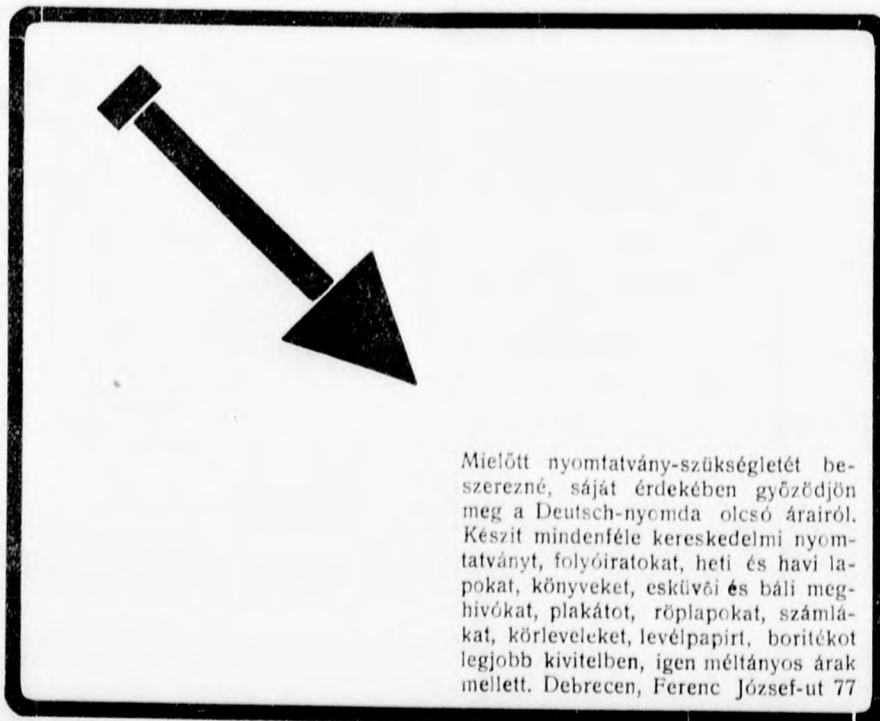 Mielőtt nyomtatvány-szükségletét be-
szerezné, sáját érdekében győződjön
meg a Deutsch-nyomda olcsó árairól.
Készit mindenféle kereskedelmi nyom-
tatványt, folyóiratokat, heti és havi la-
pokat, könyveket, esküvői és báli meg-
hivókat, plakátot, röplapokat, számlá-
kat, körleveleket, levélpapirt, boritékot
legjobb kivitelben, igen méltányos árak
mellett. Debrecen, Ferenc József-ut 77